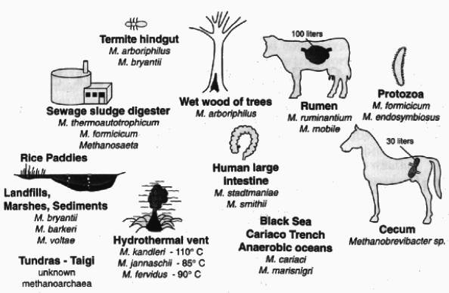 Termite hindgut
M. arboriphilus
M. bryantii
Sewage sludge digester
M. thermoautotrophicum
M. formicicum
Methanosaeta
Wet wood of trees
M. arboriphilus
100 liters
Rumen
M. ruminantium
M. mobile
Protozoa
M. formicicum
M. endosymbiosus
Rice Paddies
Landfills,
Marshes, Sediments
M. bryantii
M. barkeri
M. voltae
Tundras - Taigi
unknown
methanoarchaea
Hydrothermal vent
M. kandleri - 110° C
M. jannaschii - 85° C
M. fervidus - 90° C
Human large
Intestine
M. stadtmaniae
M. smithii
Black Sea
Cariaco Trench
Anaerobic oceans
M. cariaci
M. marisnigri
30 liters
Cecum
Methanobrevibacter sp.